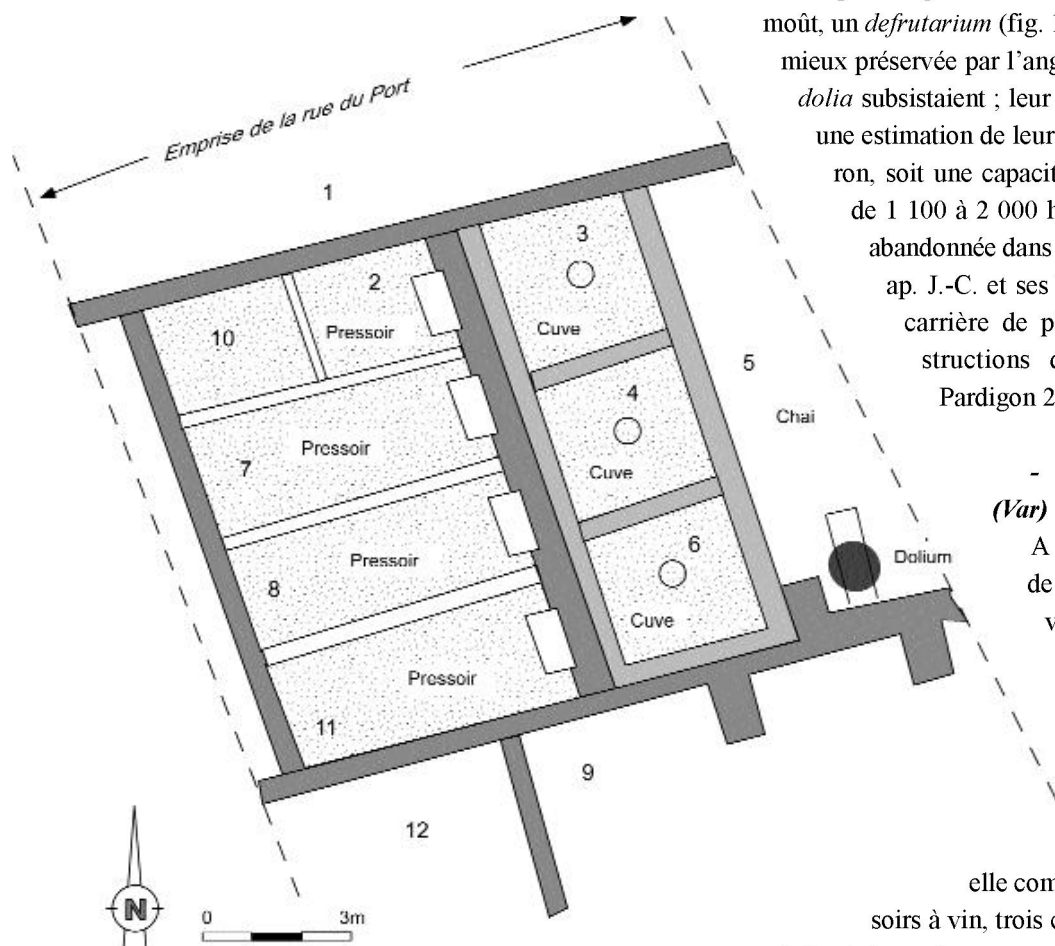 moût, un defrutarium (fig. 1
mieux préservée par l'ang
dolia subsistaient ; leur
une estimation de leur
ron, soit une capacit
de 1 100 à 2 000 h
abandonnée dans
ap. J.-C. et ses
carrière de p
structions d
Pardigon 2
-
(Var)
A
de
v
elle com
soirs à vin, trois c
Emprise de la rue du Port
1
2
Pressoir
3
Cuve
10
4
Cuve
5
Chai
7
Pressoir
8
Pressoir
6
Cuve
Dolium
11
Pressoir
9
12
N
0 3m